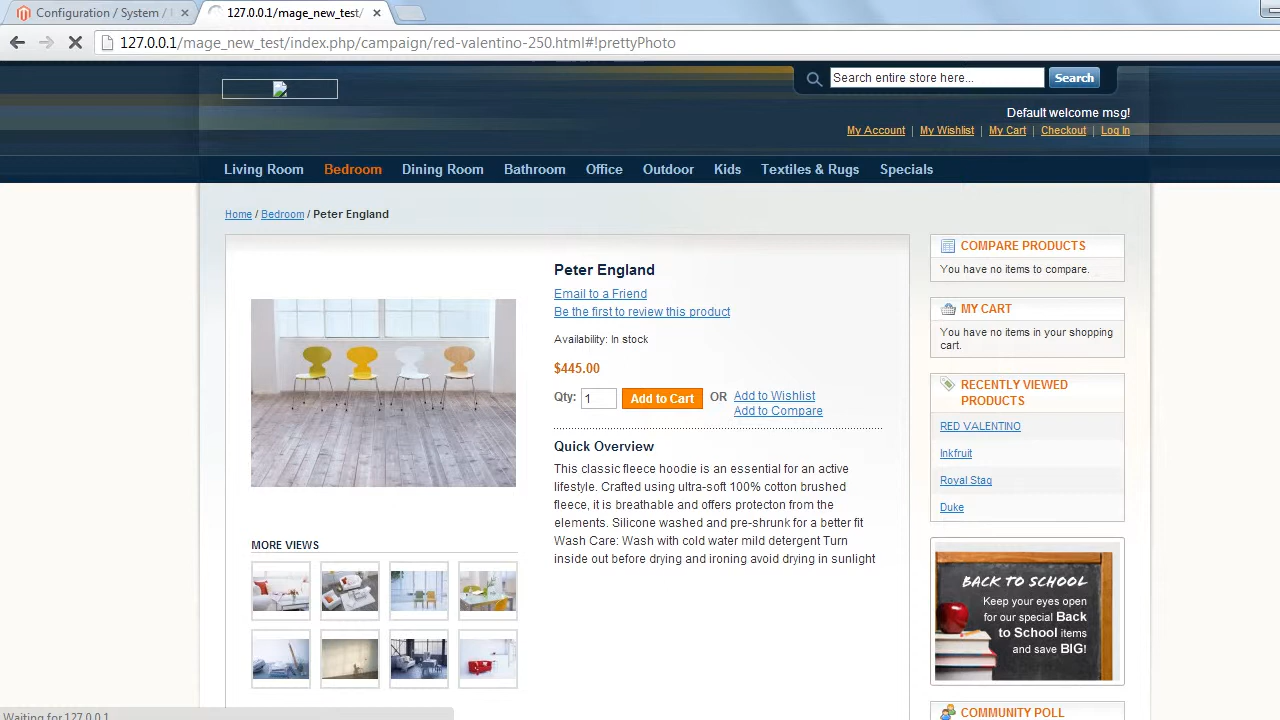 Configuration / System /
127.0.0.1/mage_new_test/
127.0.0.1/mage_new_test/index.php/campaign/red-valentino-250.html#!prettyPhoto
Search entire store here...
Search
Default welcome msg!
My Account | My Wishlist | My Cart | Checkout | Log In
Living Room Bedroom Dining Room Bathroom Office Outdoor Kids Textiles & Rugs Specials
Home / Bedroom / Peter England
Peter England
Email to a Friend
Be the first to review this product
Availability: In stock
$445.00
Qty: 1 Add to Cart OR Add to Wishlist
Add to Compare
Quick Overview
This classic fleece hoodie is an essential for an active
lifestyle. Crafted using ultra-soft 100% cotton brushed
fleece, it is breathable and offers protecton from the
elements. Silicone washed and pre-shrunk for a better fit
Wash Care: Wash with cold water mild detergent Turn
inside out before drying and ironing avoid drying in sunlight
MORE VIEWS
COMPARE PRODUCTS
You have no items to compare.
MY CART
You have no items in your shopping
cart.
RECENTLY VIEWED
PRODUCTS
RED VALENTINO
Inkfruit
Royal Stag
Duke
BACK TO SCHOOL
Keep your eyes open
for our special Back
to School items
and save BIG!
COMMUNITY POLL
Waiting for 127.0.0.1